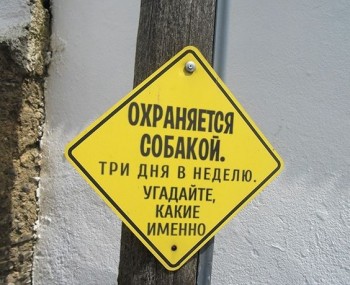 ОХРАНЯЕТСЯ
СОБАКОЙ.
ТРИ ДНЯ В НЕДЕЛЮ.
УГАДАЙТЕ,
КАКИЕ
ИМЕННО